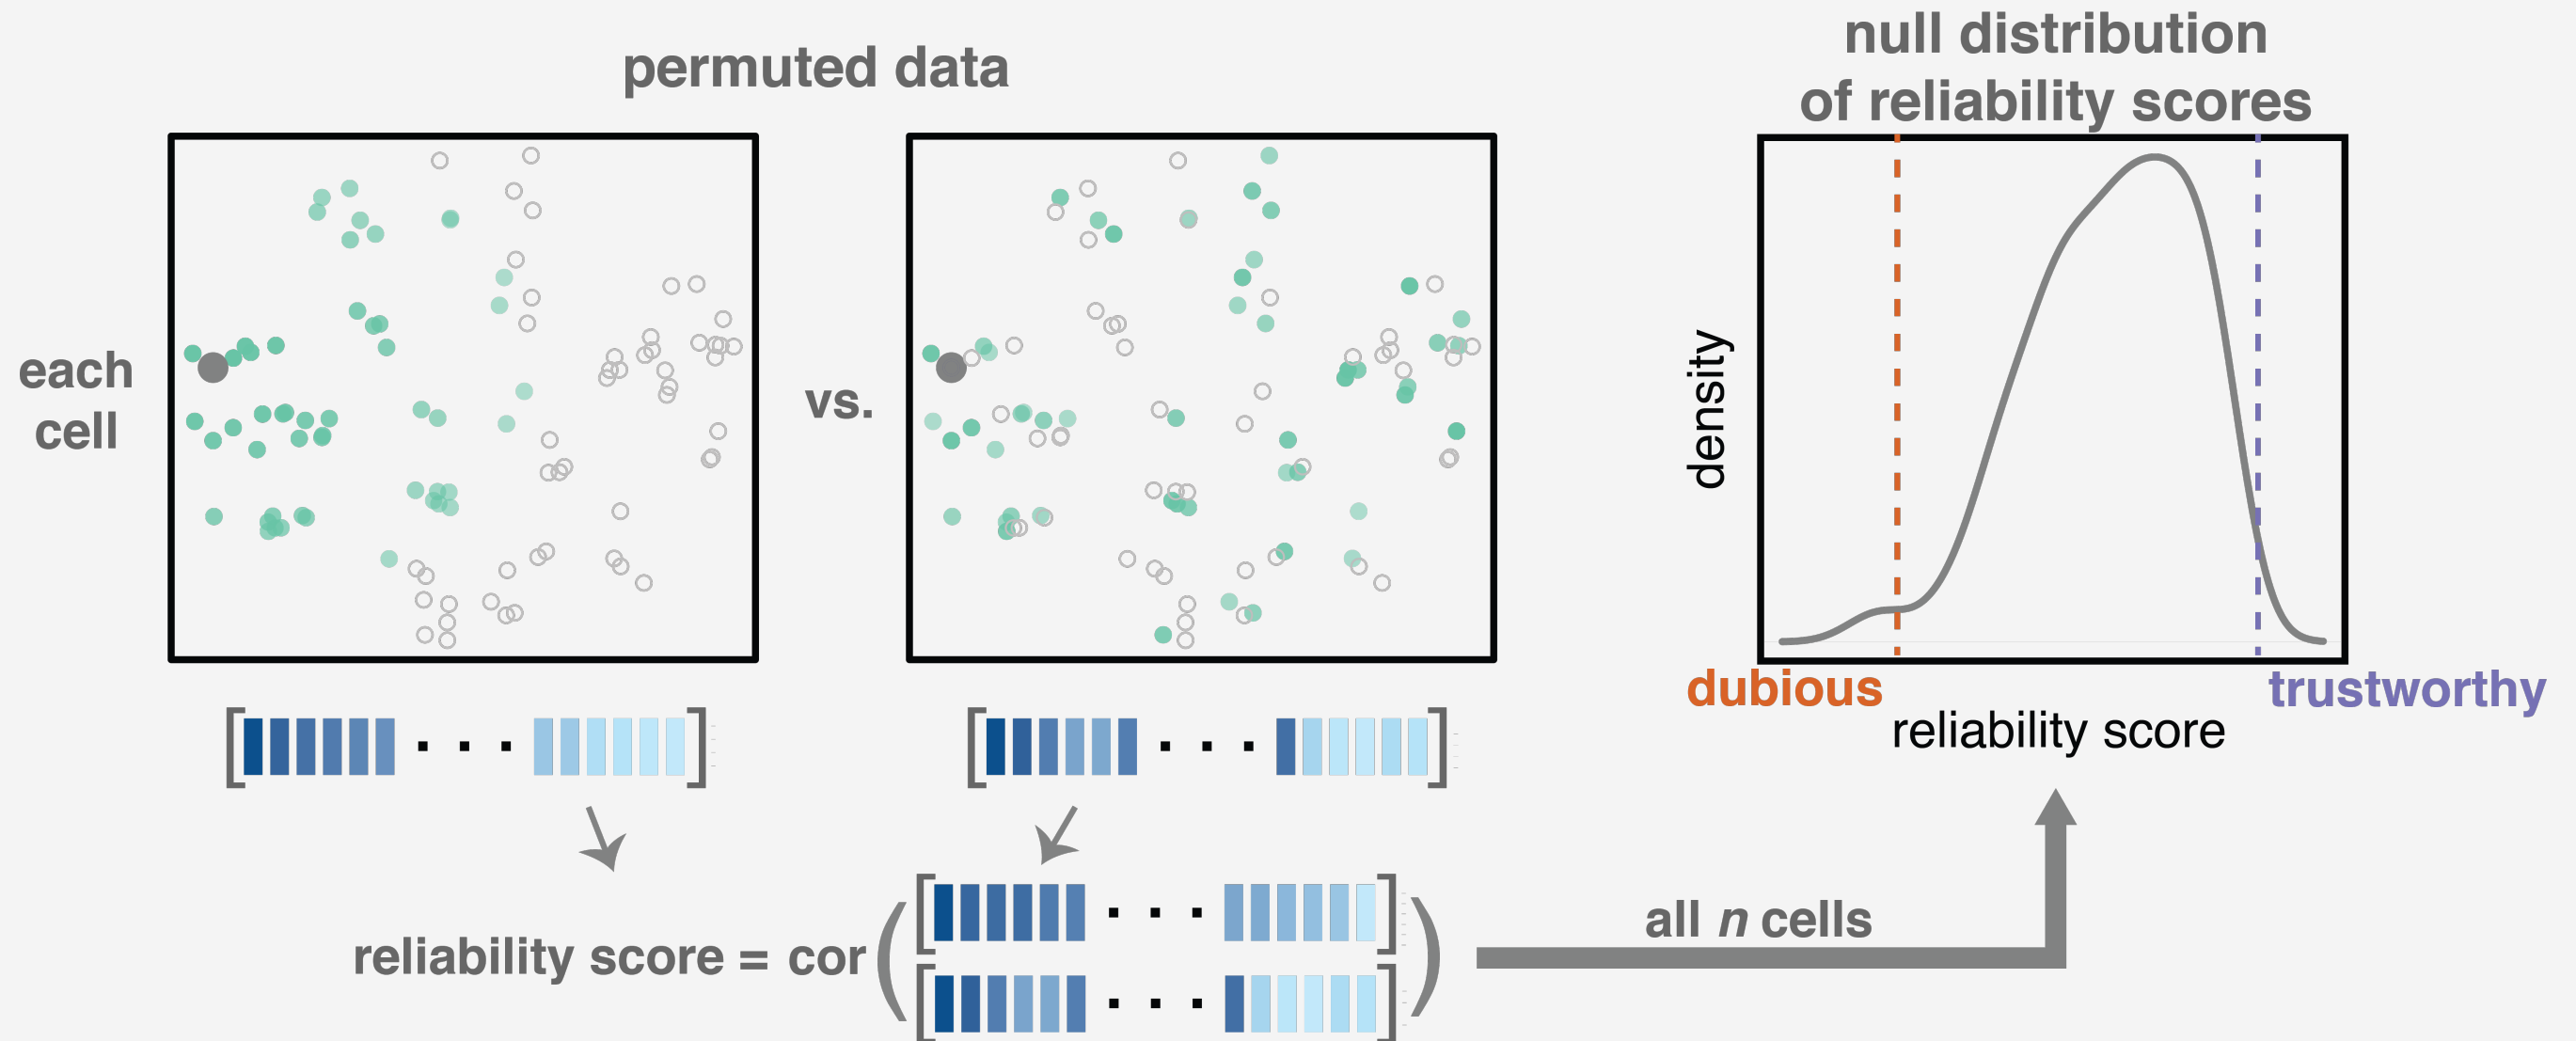 permuted data
null distribution
of reliability scores
each
cell
vs.
density
dubious
trustworthy
reliability score
[ . . . ]
[ . . . ]
reliability score = cor ( [ . . . ]
[ . . . ] )
all n cells